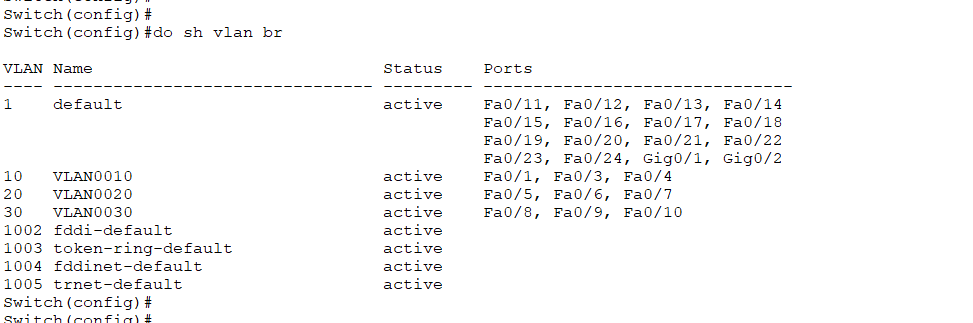 Switch(config)#
Switch(config)#
Switch(config)#do sh vlan br
VLAN Name                             Status    Ports
---- -------------------------------- --------- -------------------------------
1    default                          active    Fa0/11, Fa0/12, Fa0/13, Fa0/14
                                                Fa0/15, Fa0/16, Fa0/17, Fa0/18
                                                Fa0/19, Fa0/20, Fa0/21, Fa0/22
                                                Fa0/23, Fa0/24, Gig0/1, Gig0/2
10   VLAN0010                         active    Fa0/1, Fa0/3, Fa0/4
20   VLAN0020                         active    Fa0/5, Fa0/6, Fa0/7
30   VLAN0030                         active    Fa0/8, Fa0/9, Fa0/10
1002 fddi-default                     active
1003 token-ring-default               active
1004 fddinet-default                  active
1005 trnet-default                    active
Switch(config)#
Switch(config)#